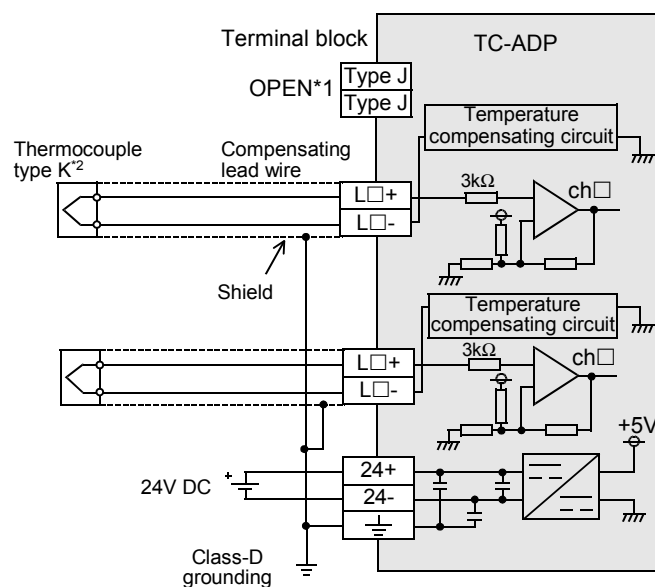 Terminal block
TC-ADP
OPEN*1
Type J
Type J
Temperature
compensating circuit
Thermocouple
type K*2
Compensating
lead wire
L□+
L□-
3kΩ
ch□
Shield
Temperature
compensating circuit
L□+
L□-
3kΩ
ch□
+5V
24V DC
+
24+
24-
Class-D
grounding